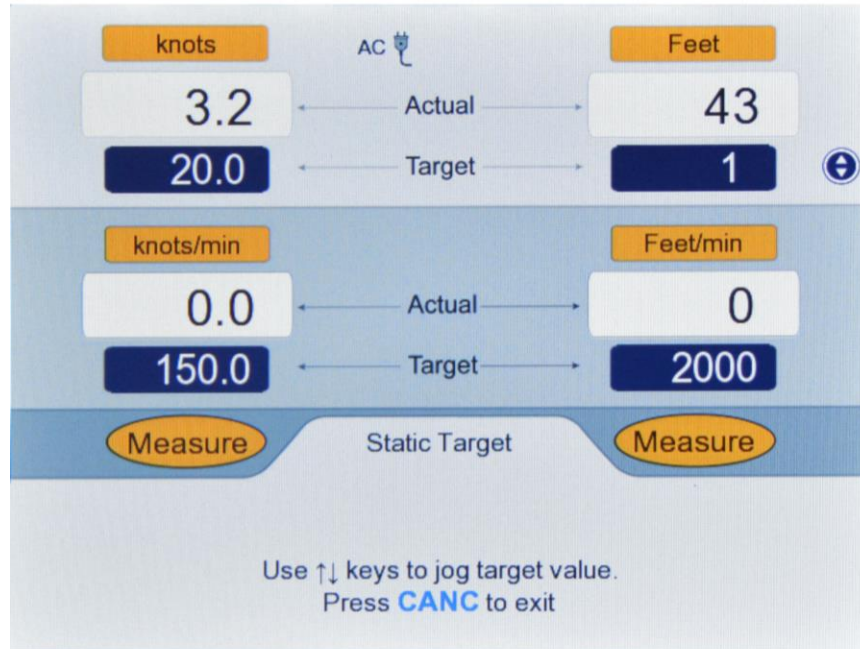 knots AC Feet
3.2 Actual 43
20.0 Target 1
knots/min Feet/min
0.0 Actual 0
150.0 Target 2000
Measure Static Target Measure
Use ↑↓ keys to jog target value.
Press CANC to exit